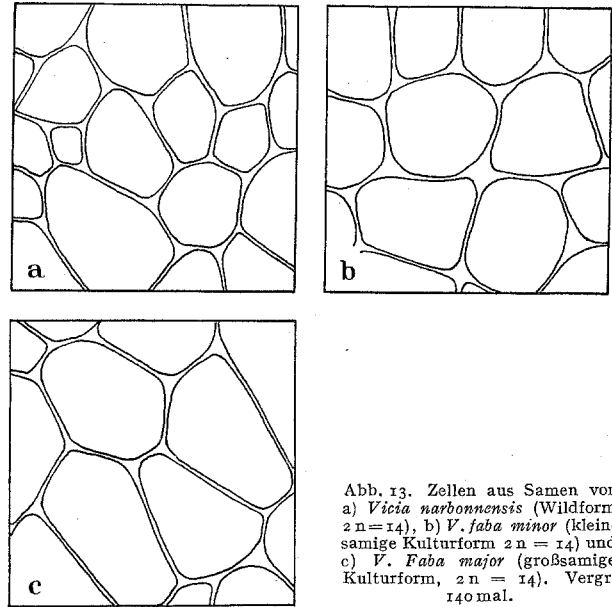 a
b
c
Abb. 13. Zellen aus Samen von
a) Vicia narbonnensis (Wildform
2 n=14), b) V. faba minor (klein-
samige Kulturform 2 n = 14) und
c) V. Faba major (großsamige
Kulturform, 2 n = 14). Vergr.
140 mal.